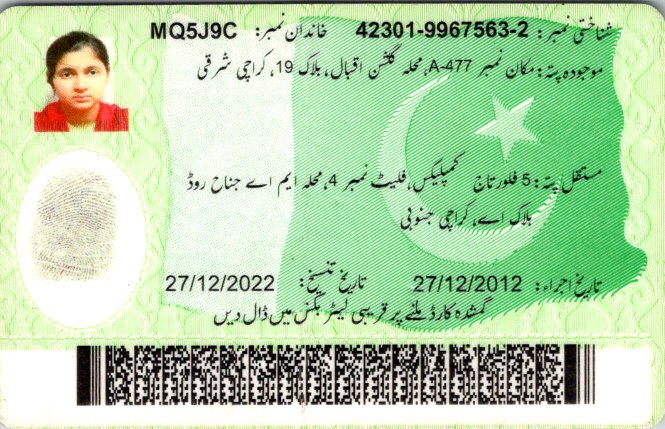 شناختی نمبر: 42301-9967563-2 خاندان نمبر: MQ5J9C
موجودہ پتہ: مکان نمبر A-477، محلہ گلشن اقبال، بلاک 19، کراچی شرقی
مستقل پتہ: 5 فلور تاج کمپلیکس، فلیٹ نمبر 4، محلہ ایم اے جناح روڈ
بلاک اے، کراچی جنوبی
تاریخ اجراء: 27/12/2012 تاریخ تنسیخ: 27/12/2022
گمشدہ کارڈ ملنے پر قریبی لیٹر بکس میں ڈال دیں